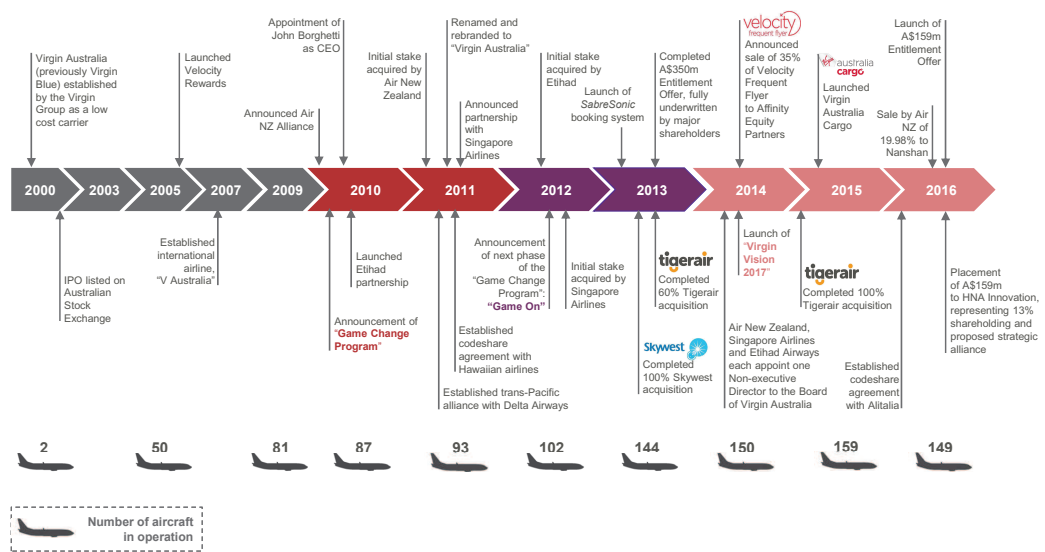 Virgin Australia
(previously Virgin
Blue) established
by the Virgin
Group as a low
cost carrier
Launched
Velocity
Rewards
Announced Air
NZ Alliance
Appointment of
John Borghetti
as CEO
Initial stake
acquired by
Air New
Zealand
Renamed and
rebranded to
“Virgin Australia”
Announced
partnership
with
Singapore
Airlines
Initial stake
acquired by
Etihad
Launch of
SabreSonic
booking system
Completed
A$350m
Entitlement
Offer, fully
underwritten
by major
shareholders
velocity
frequent flyer
Announced
sale of 35%
of Velocity
Frequent
Flyer
to Affinity
Equity
Partners
australia
cargo
Launched
Virgin
Australia
Cargo
Launch of
A$159m
Entitlement
Offer
Sale by Air
NZ of
19.98% to
Nanshan
2000
2003
2005
2007
2009
2010
2011
2012
2013
2014
2015
2016
IPO listed on
Australian
Stock
Exchange
Established
international
airline,
“V Australia”
Launched
Etihad
partnership
Announcement of
“Game Change
Program”
Established
codeshare
agreement with
Hawaiian airlines
Established trans-Pacific
alliance with Delta Airways
Announcement
of next phase
of the
“Game Change
Program”:
“Game On”
Initial stake
acquired by
Singapore
Airlines
tigerair
Completed
60% Tigerair
acquisition
Skywest
Completed
100% Skywest
acquisition
Launch of
“Virgin
Vision
2017”
Air New Zealand,
Singapore Airlines
and Etihad Airways
each appoint one
Non-executive
Director to the Board
of Virgin Australia
tigerair
Completed 100%
Tigerair acquisition
Established
codeshare
agreement
with Alitalia
Placement
of A$159m
to HNA Innovation,
representing 13%
shareholding and
proposed strategic
alliance
2
50
81
87
93
102
144
150
159
149
Number of aircraft
in operation